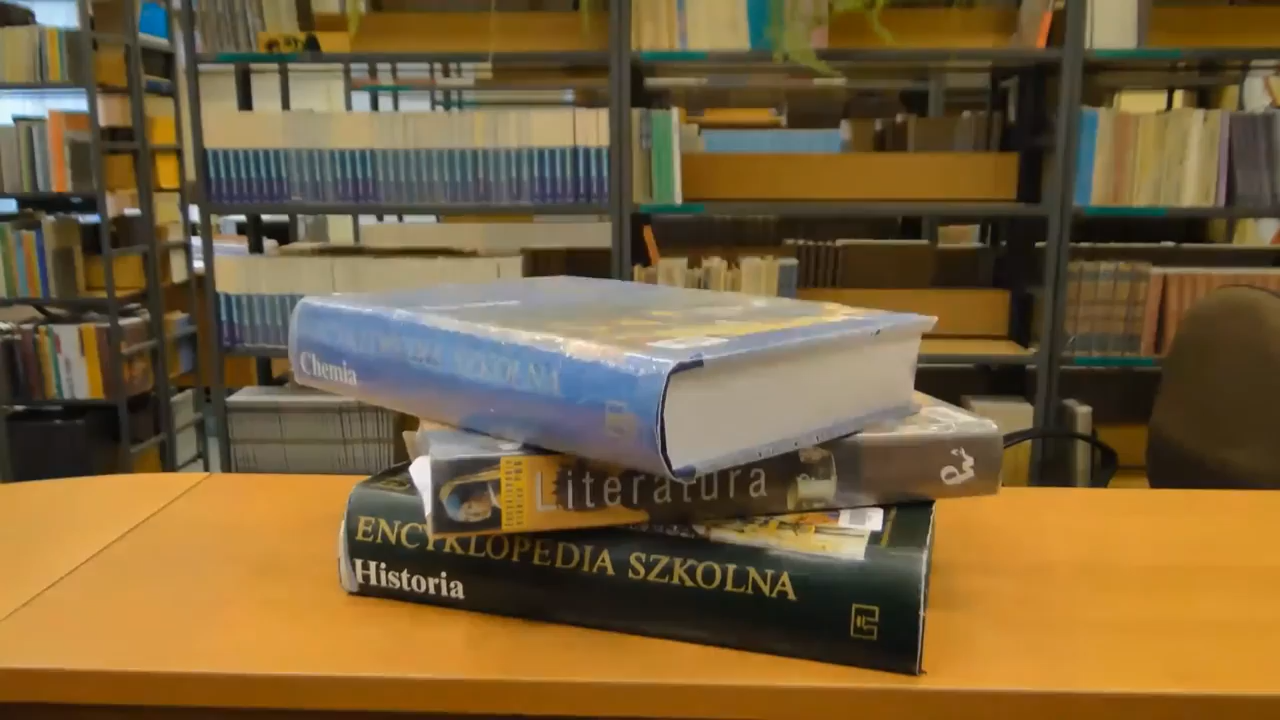 SZKOLNA
Chemia
Literatura
ENCYKLOPEDIA SZKOLNA
Historia